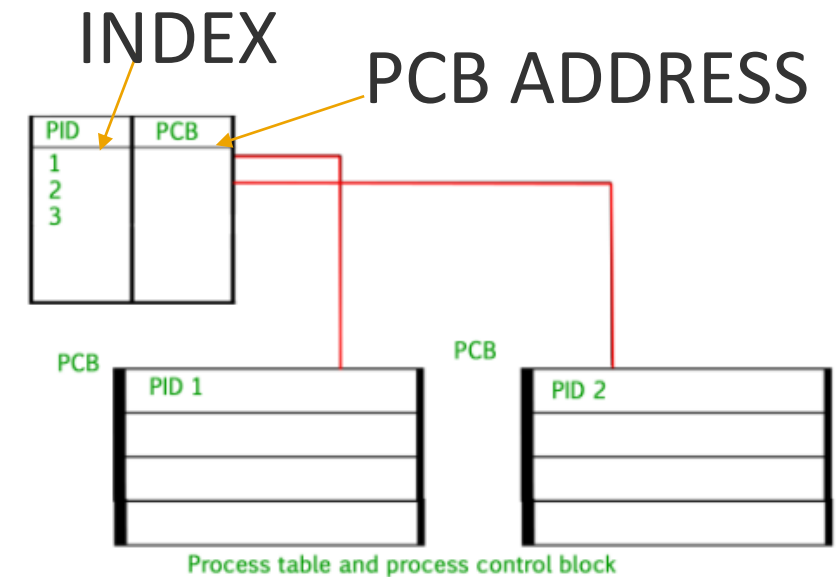 INDEX
PCB ADDRESS
PID PCB
1
2
3
PCB
PCB
PID 1
PID 2
Process table and process control block